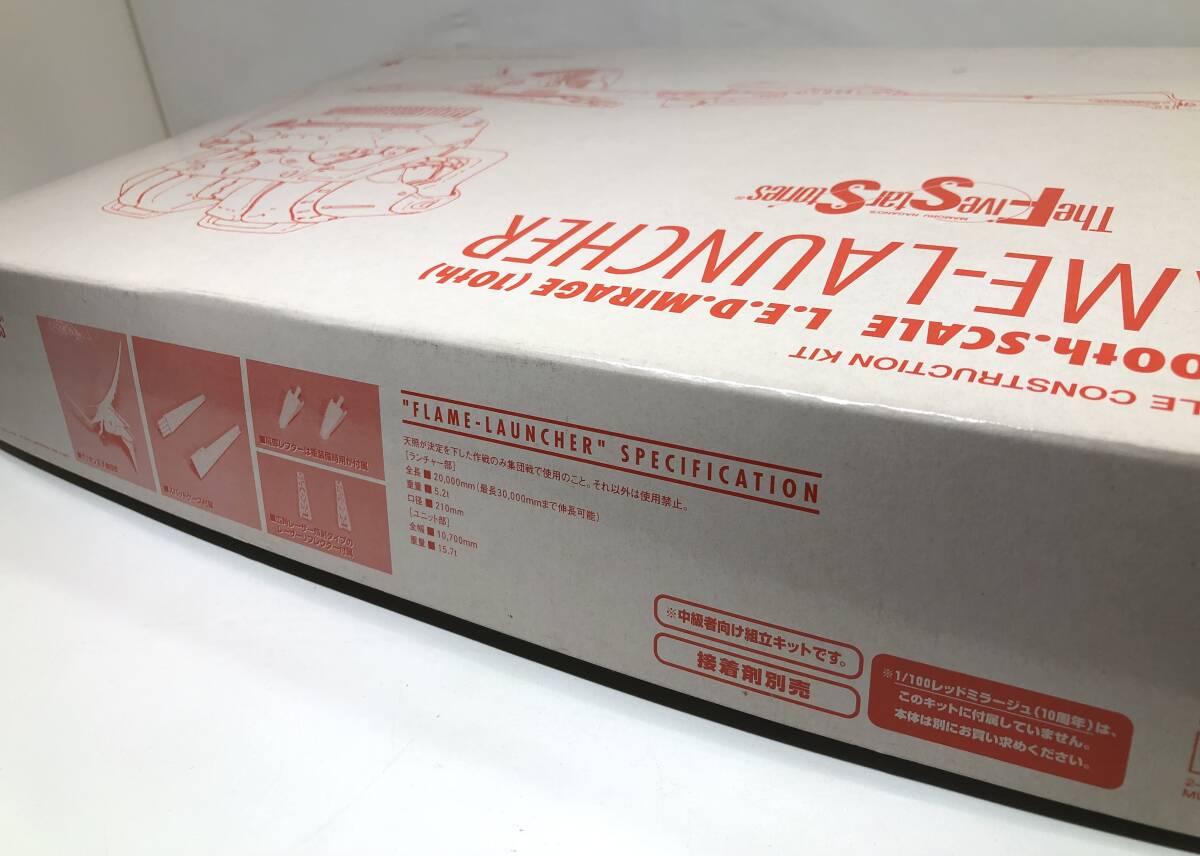 The Five Star Stories
MAMORU NAGANO'S
ME-LAUNCHER
00th.SCALE L.E.D.MIRAGE (10th)
LE CONSTRUCTION KIT
"FLAME-LAUNCHER" SPECIFICATION
天照が決定を下した作戦のみ集団戦で使用のこと。それ以外は使用禁止。
[ランチャー部]
全長■20,000mm(最長30,000mmまで伸長可能)
重量■5.2t
口径■210mm
[ユニット部]
全幅■10,700mm
重量■15.7t
※中級者向け組立キットです。
接着剤別売
※1/100レッドミラージュ(10周年)は、
このキットに付属していません。
本体は別にお買い求めください。